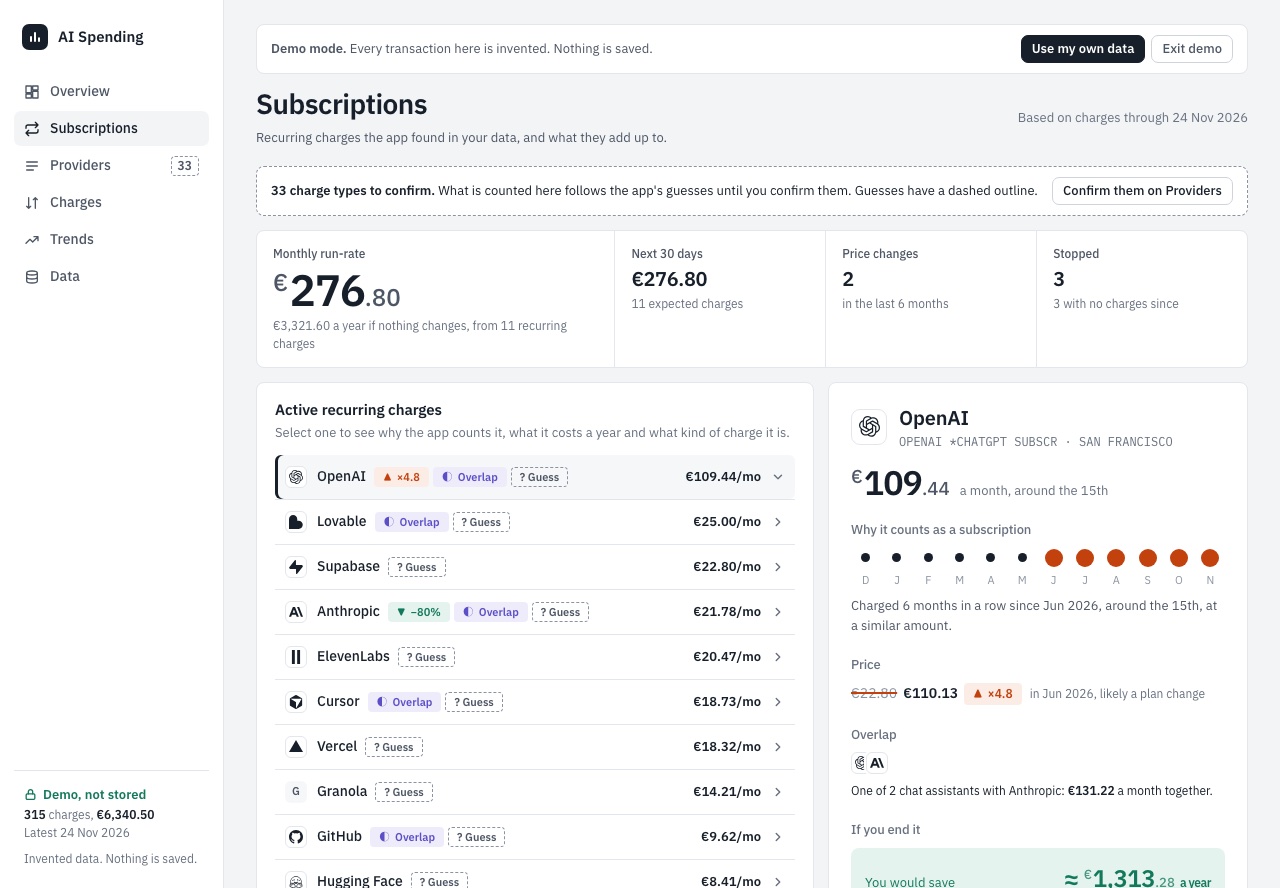 AI Spending
Overview
Subscriptions
Providers 33
Charges
Trends
Data
Demo, not stored
315 charges, €6,340.50
Latest 24 Nov 2026
Invented data. Nothing is saved.
Demo mode. Every transaction here is invented. Nothing is saved.
Use my own data
Exit demo
Subscriptions
Recurring charges the app found in your data, and what they add up to.
Based on charges through 24 Nov 2026
33 charge types to confirm. What is counted here follows the app's guesses until you confirm them. Guesses have a dashed outline.
Confirm them on Providers
Monthly run-rate
€276.80
€3,321.60 a year if nothing changes, from 11 recurring
charges
Next 30 days
€276.80
11 expected charges
Price changes
2
in the last 6 months
Stopped
3
3 with no charges since
Active recurring charges
Select one to see why the app counts it, what it costs a year and what kind of charge it is.
OpenAI ▲ ×4.8 Overlap ? Guess €109.44/mo
Lovable Overlap ? Guess €25.00/mo
Supabase ? Guess €22.80/mo
Anthropic ▼ −80% Overlap ? Guess €21.78/mo
ElevenLabs ? Guess €20.47/mo
Cursor Overlap ? Guess €18.73/mo
Vercel ? Guess €18.32/mo
G Granola ? Guess €14.21/mo
GitHub Overlap ? Guess €9.62/mo
Hugging Face ? Guess €8.41/mo
OpenAI
OPENAI *CHATGPT SUBSCR · SAN FRANCISCO
€109.44 a month, around the 15th
Why it counts as a subscription
D J F M A M J J A S O N
Charged 6 months in a row since Jun 2026, around the 15th, at
a similar amount.
Price
€22.80 €110.13 ▲ ×4.8 in Jun 2026, likely a plan change
Overlap
One of 2 chat assistants with Anthropic: €131.22 a month together.
If you end it
You would save ≈ €1,313.28 a year